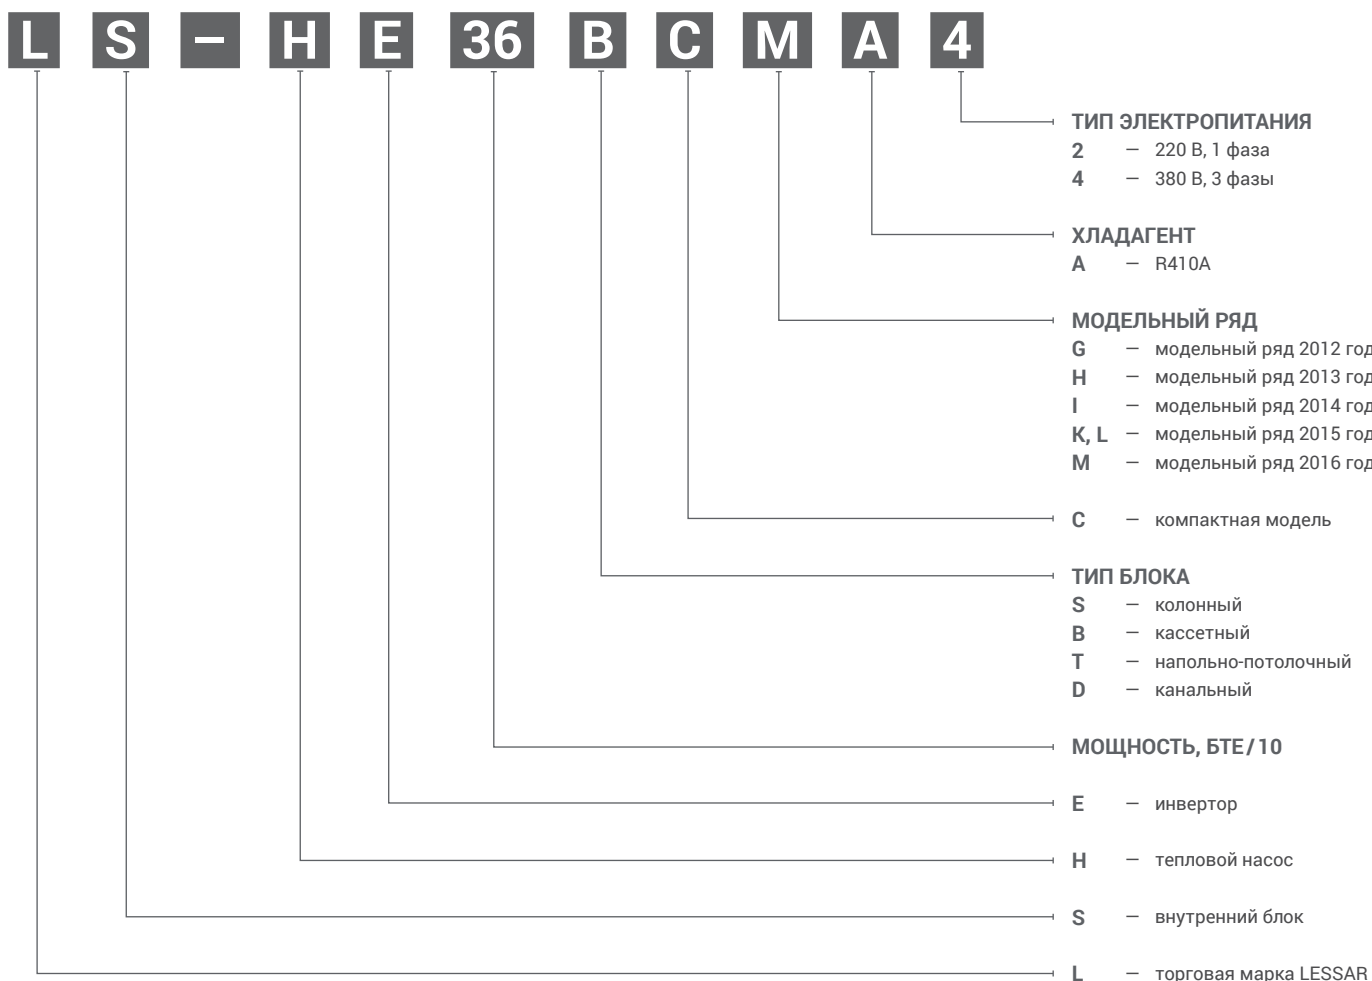 L S – H E 36 B C M A 4
ТИП ЭЛЕКТРОПИТАНИЯ
2 — 220 В, 1 фаза
4 — 380 В, 3 фазы
ХЛАДАГЕНТ
A — R410A
МОДЕЛЬНЫЙ РЯД
G — модельный ряд 2012 год
H — модельный ряд 2013 год
I — модельный ряд 2014 год
K, L — модельный ряд 2015 год
M — модельный ряд 2016 год
C — компактная модель
ТИП БЛОКА
S — колонный
B — кассетный
T — напольно-потолочный
D — канальный
МОЩНОСТЬ, БТЕ/10
E — инвертор
H — тепловой насос
S — внутренний блок
L — торговая марка LESSAR